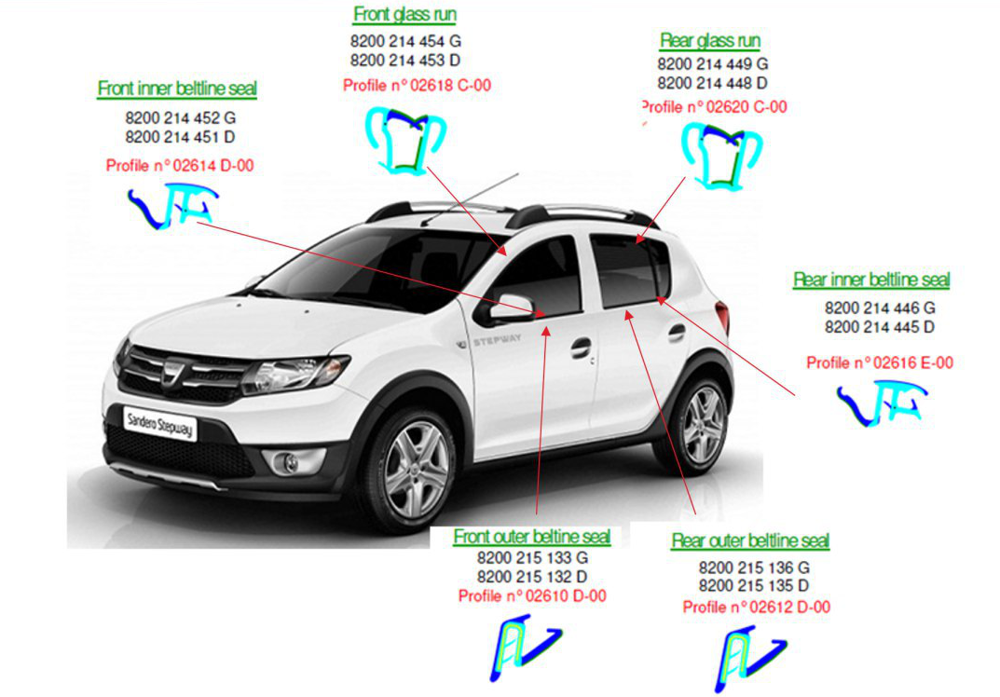 Front glass run
8200 214 454 G
8200 214 453 D
Profile n° 02618 C-00
Rear glass run
8200 214 449 G
8200 214 448 D
Profile n° 02620 C-00
Front inner beltline seal
8200 214 452 G
8200 214 451 D
Profile n° 02614 D-00
Rear inner beltline seal
8200 214 446 G
8200 214 445 D
Profile n° 02616 E-00
STEPWAY
Sandero Stepway
Front outer beltine seal
8200 215 133 G
8200 215 132 D
Profile n° 02610 D-00
Rear outer beltline seal
8200 215 136 G
8200 215 135 D
Profile n° 02612 D-00